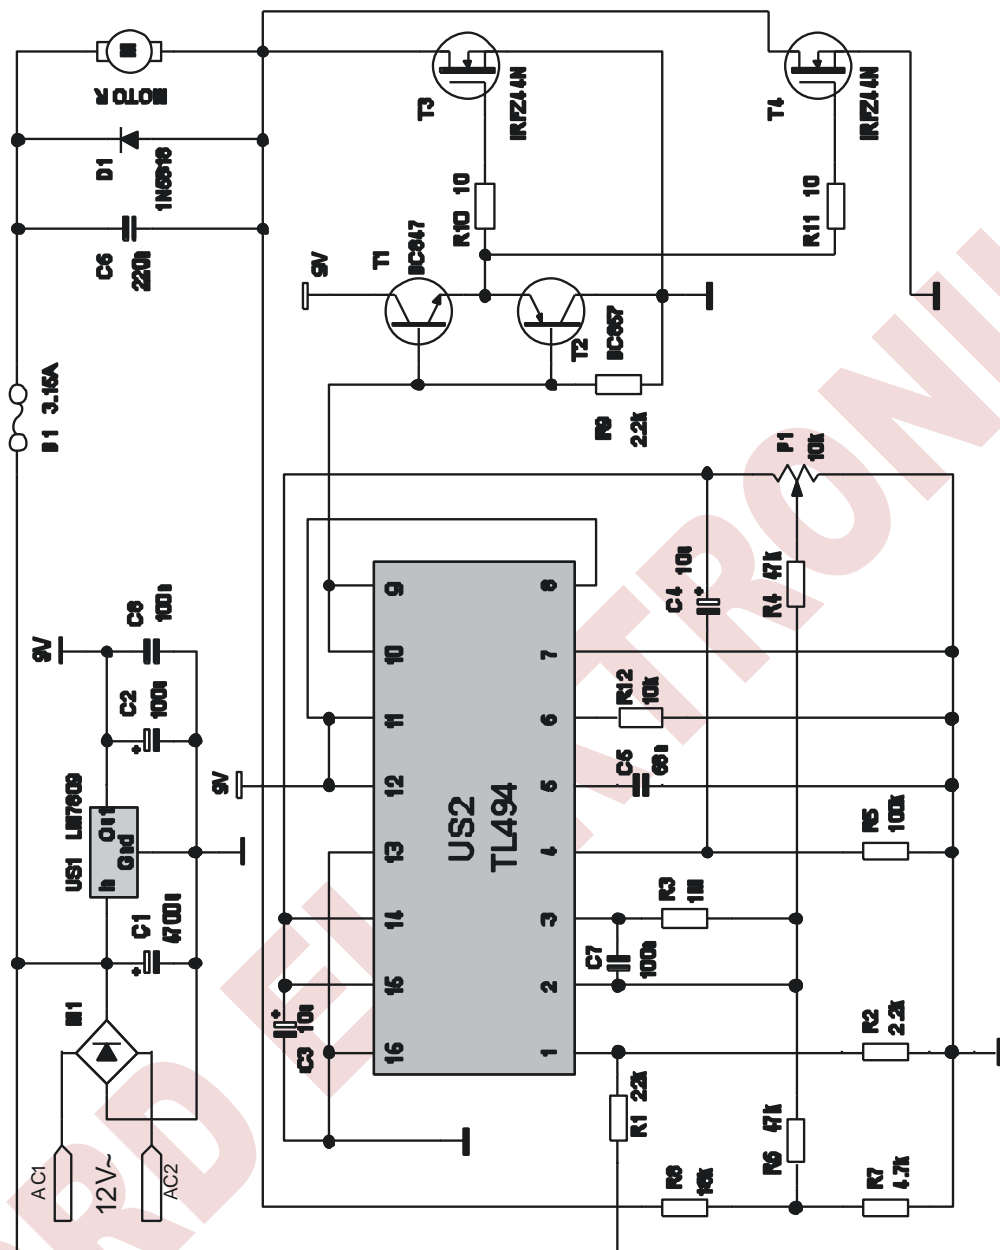 MOTOR
M
D1
1N5818
C6
220n
B1 3.15A
T3
IRFZ44N
T4
IRFZ44N
R10 10
R11 10
9V
T1
BC547
T2
BC557
R9
2.2k
P1
10k
R4 47k
C4 10u
9V
C8
100n
C2
100u
9V
US1 LM7809
In
Out
Gnd
C1
4700u
M1
AC1
12V~
AC2
C3
10u
US2
TL494
9
10
11
12
13
14
15
16
8
7
6
5
4
3
2
1
R12
10k
C5
68n
R5
100k
R3
1M
C7
100n
R2
2.2k
R1 22k
R6 47k
R8
15k
R7
4.7k